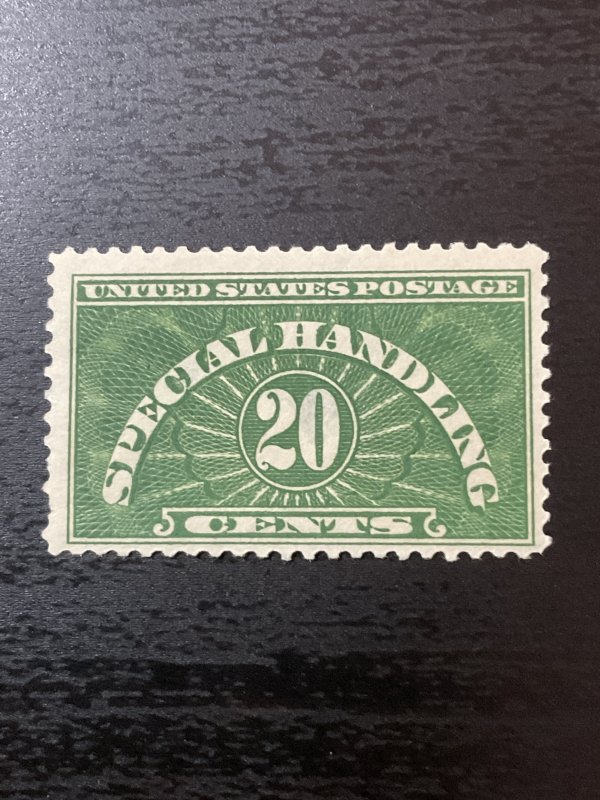 UNITED STATES POSTAGE
SPECIAL HANDLING
20
CENTS